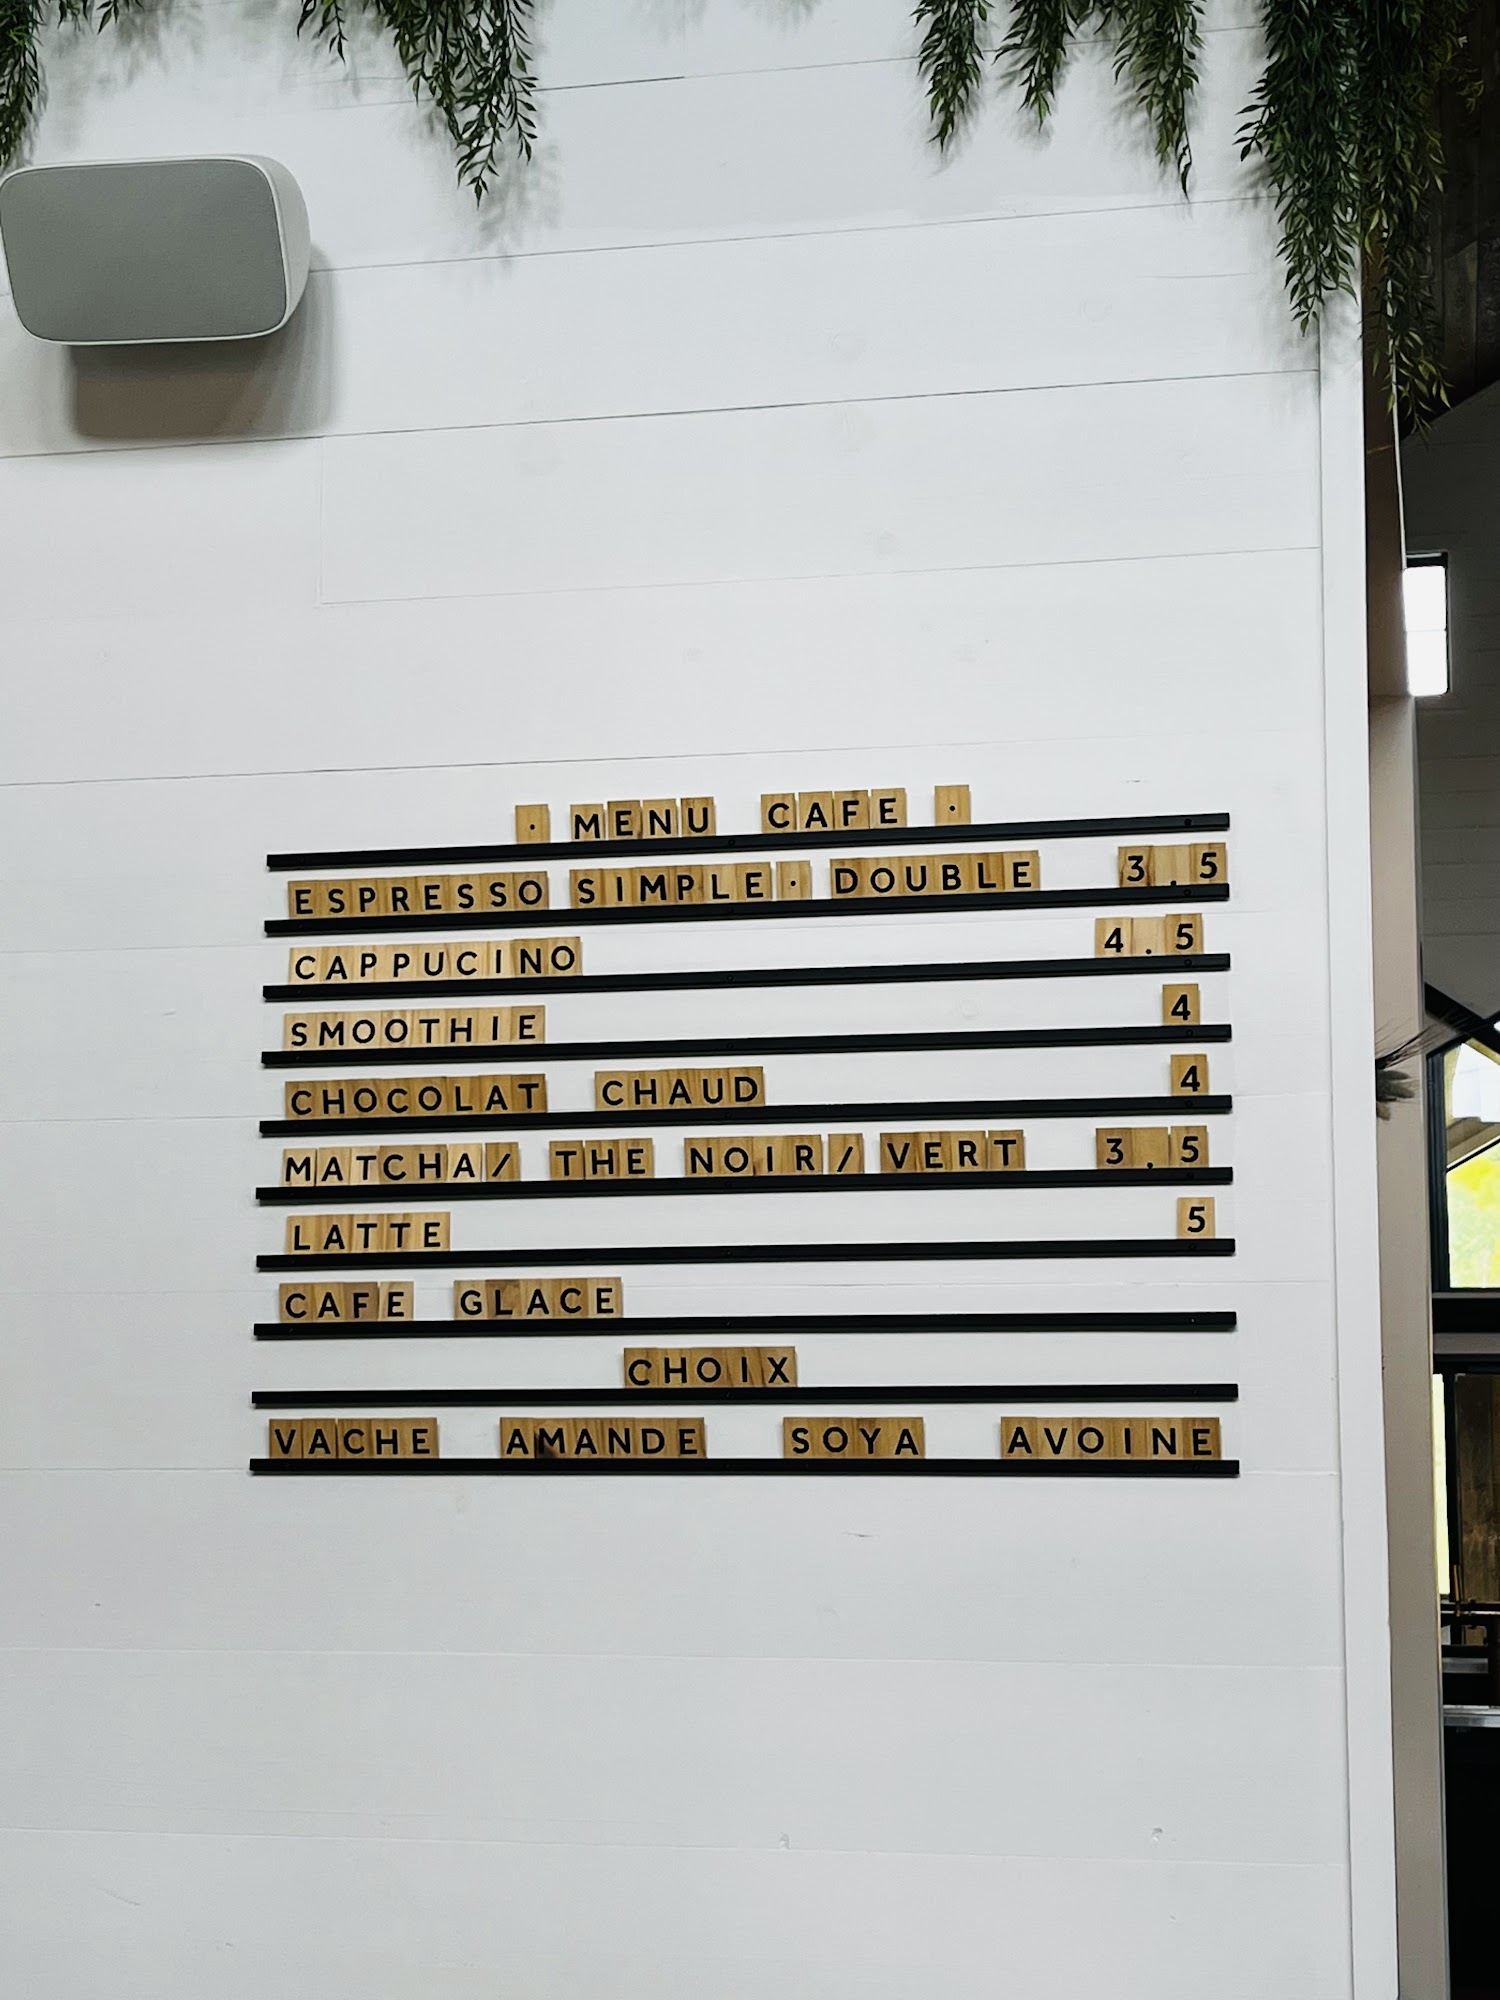 · MENU CAFE ·
ESPRESSO SIMPLE · DOUBLE 3.5
CAPPUCINO 4.5
SMOOTHIE 4
CHOCOLAT CHAUD 4
MATCHA/ THE NOIR/ VERT 3.5
LATTE 5
CAFE GLACE
CHOIX
VACHE AMANDE SOYA AVOINE